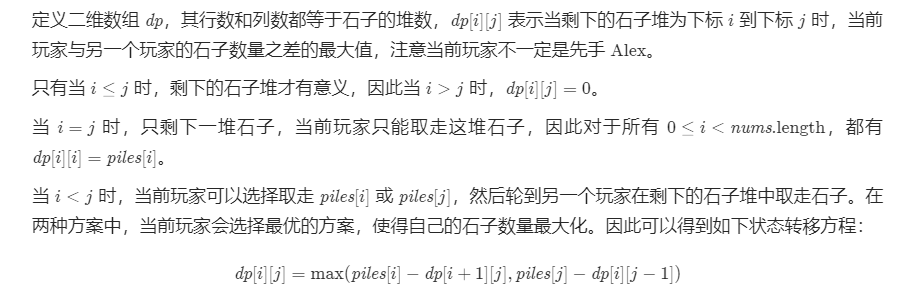 定义二维数组 dp，其行数和列数都等于石子的堆数，dp[i][j] 表示当剩下的石子堆为下标 i 到下标 j 时，当前
玩家与另一个玩家的石子数量之差的最大值，注意当前玩家不一定是先手 Alex。
只有当 i ≤ j 时，剩下的石子堆才有意义，因此当 i > j 时，dp[i][j] = 0。
当 i = j 时，只剩下一堆石子，当前玩家只能取走这堆石子，因此对于所有 0 ≤ i < nums.length，都有
dp[i][i] = piles[i]。
当 i < j 时，当前玩家可以选择取走 piles[i] 或 piles[j]，然后轮到另一个玩家在剩下的石子堆中取走石子。在
两种方案中，当前玩家会选择最优的方案，使得自己的石子数量最大化。因此可以得到如下状态转移方程：
dp[i][j] = max(piles[i] − dp[i + 1][j], piles[j] − dp[i][j − 1])